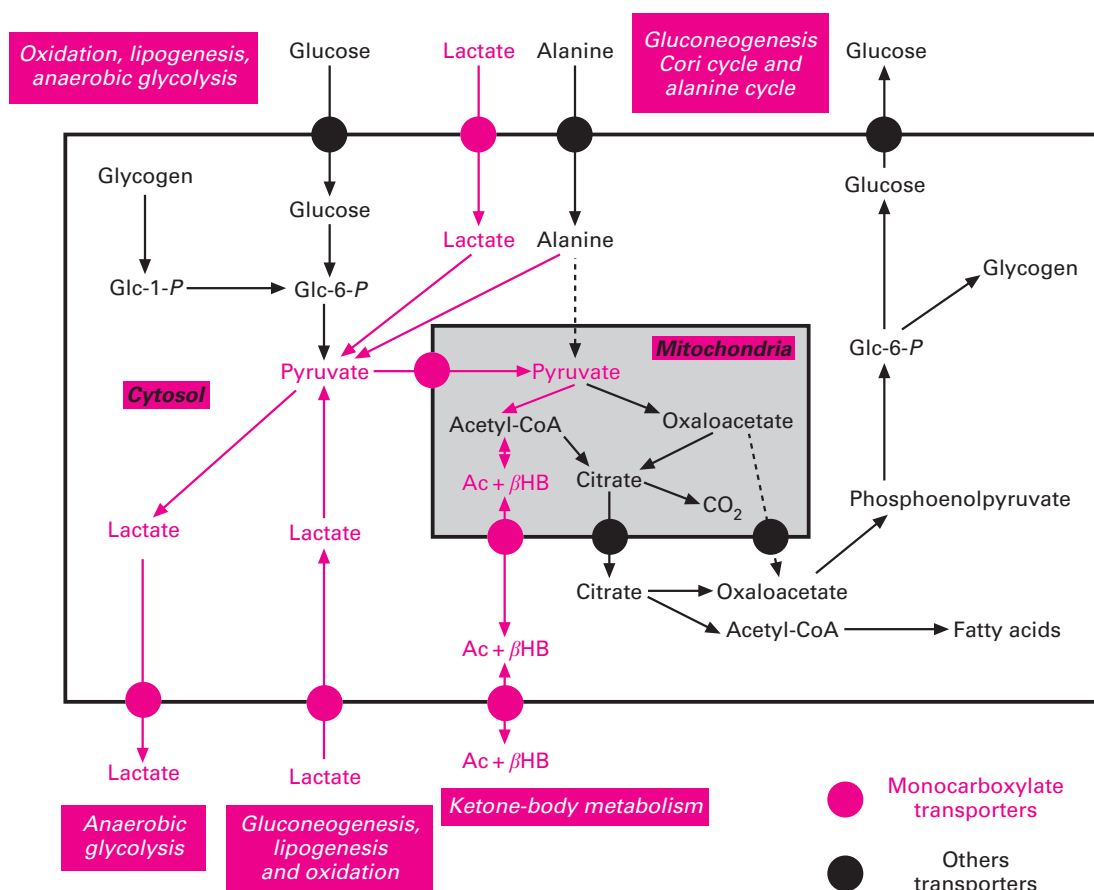 Oxidation, lipogenesis,
anaerobic glycolysis
Glucose
Lactate
Alanine
Gluconeogenesis
Cori cycle and
alanine cycle
Glucose
Glycogen
Glucose
Glucose
Lactate
Alanine
Glycogen
Glc-1-P
Glc-6-P
Glc-6-P
Mitochondria
Pyruvate
Pyruvate
Cytosol
Acetyl-CoA
Oxaloacetate
Ac + βHB
Citrate
CO2
Phosphoenolpyruvate
Lactate
Lactate
Citrate
Oxaloacetate
Acetyl-CoA
Fatty acids
Ac + βHB
Lactate
Lactate
Ac + βHB
Anaerobic
glycolysis
Gluconeogenesis,
lipogenesis
and oxidation
Ketone-body metabolism
Monocarboxylate
transporters
Others
transporters